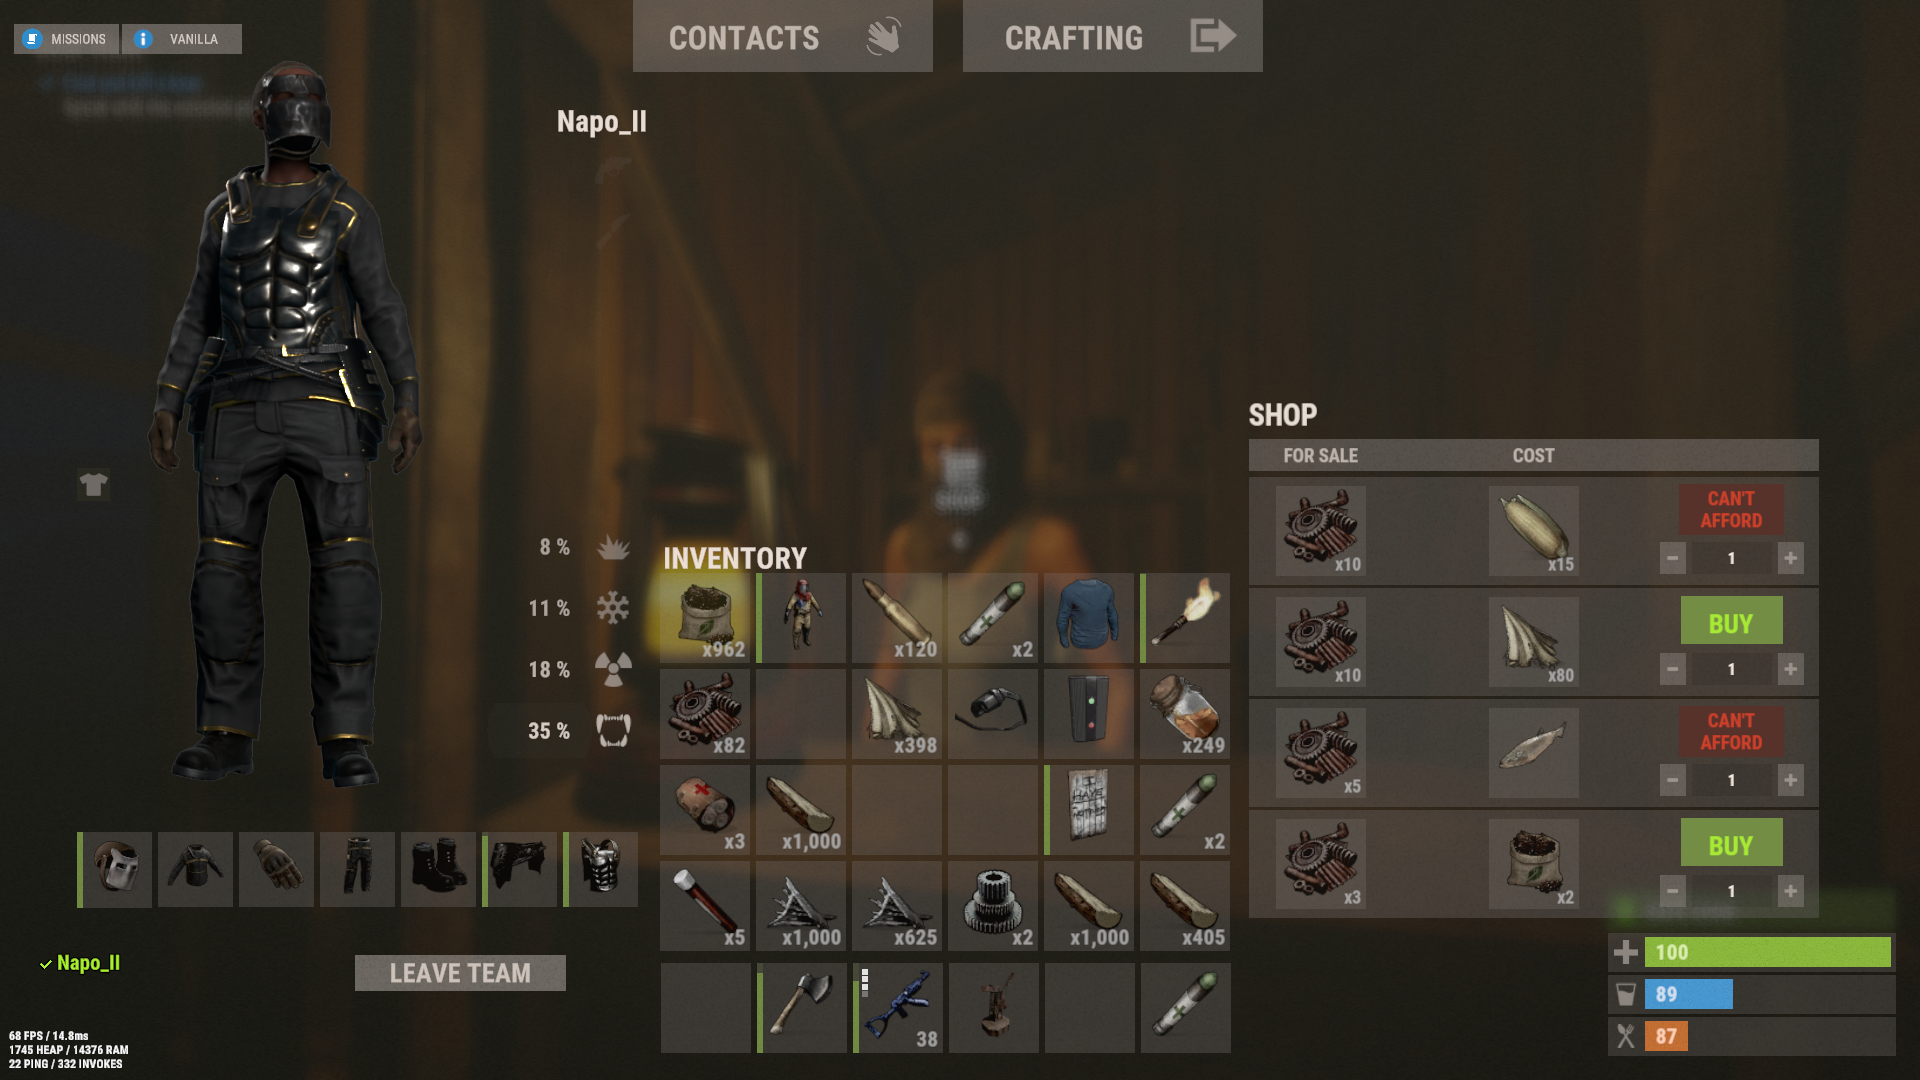 MISSIONS
VANILLA
CONTACTS
CRAFTING
Napo_II
SHOP
FOR SALE
COST
x10
x15
CAN'T
AFFORD
1
x10
x80
BUY
1
x5
CAN'T
AFFORD
1
x3
x2
BUY
1
8 %
11 %
18 %
35 %
INVENTORY
x962
x120
x2
x82
x398
x249
x3
x1,000
x2
x5
x1,000
x625
x2
x1,000
x405
38
Napo_II
LEAVE TEAM
100
89
87
68 FPS / 14.8ms
1745 HEAP / 14376 RAM
22 PING / 332 INVOKES